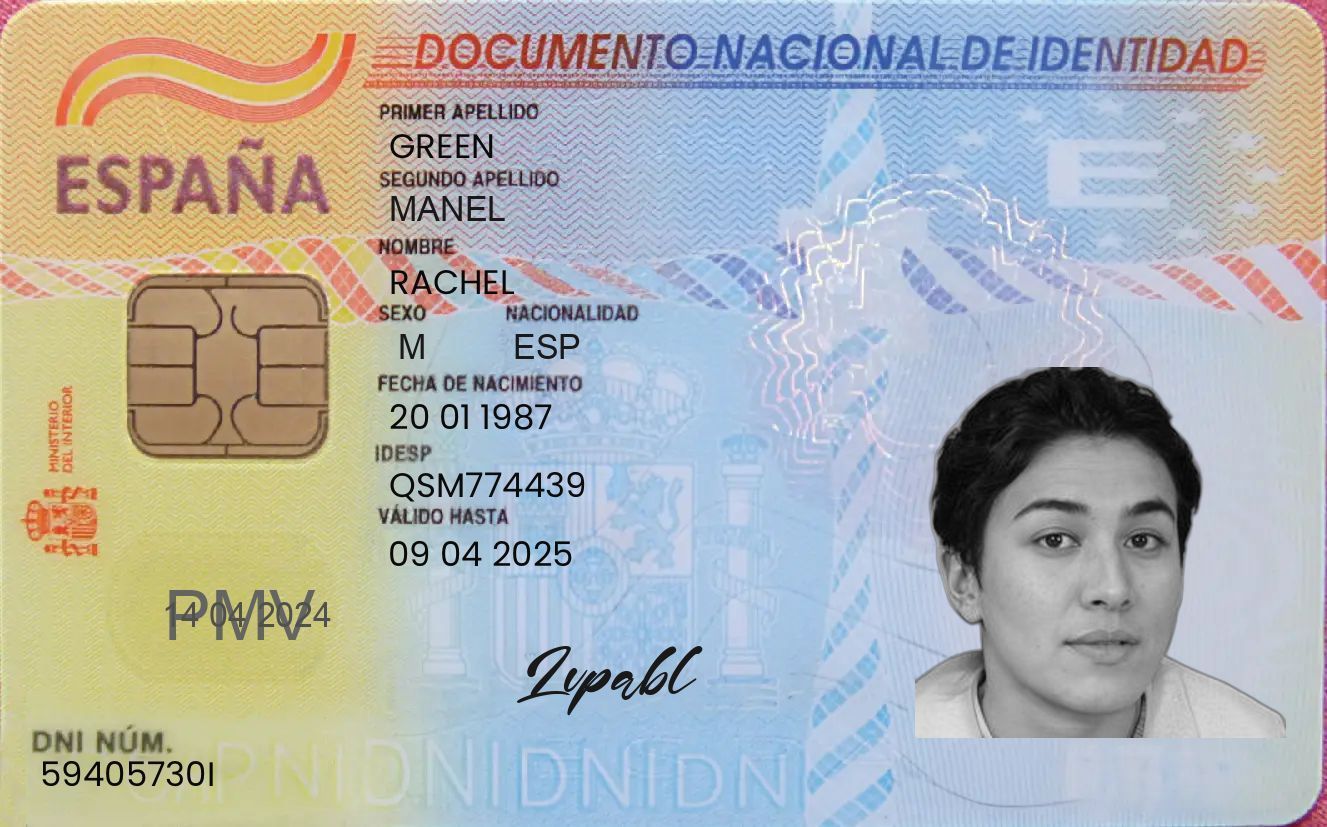 DOCUMENTO NACIONAL DE IDENTIDAD
ESPAÑA
PRIMER APELLIDO
GREEN
SEGUNDO APELLIDO
MANEL
NOMBRE
RACHEL
SEXO NACIONALIDAD
M ESP
FECHA DE NACIMIENTO
20 01 1987
IDESP
QSM774439
VÁLIDO HASTA
09 04 2025
MINISTERIO
DEL INTERIOR
E
PMV
14 04 2024
DNI NÚM.
59405730I
DNIDNIDNIDNI